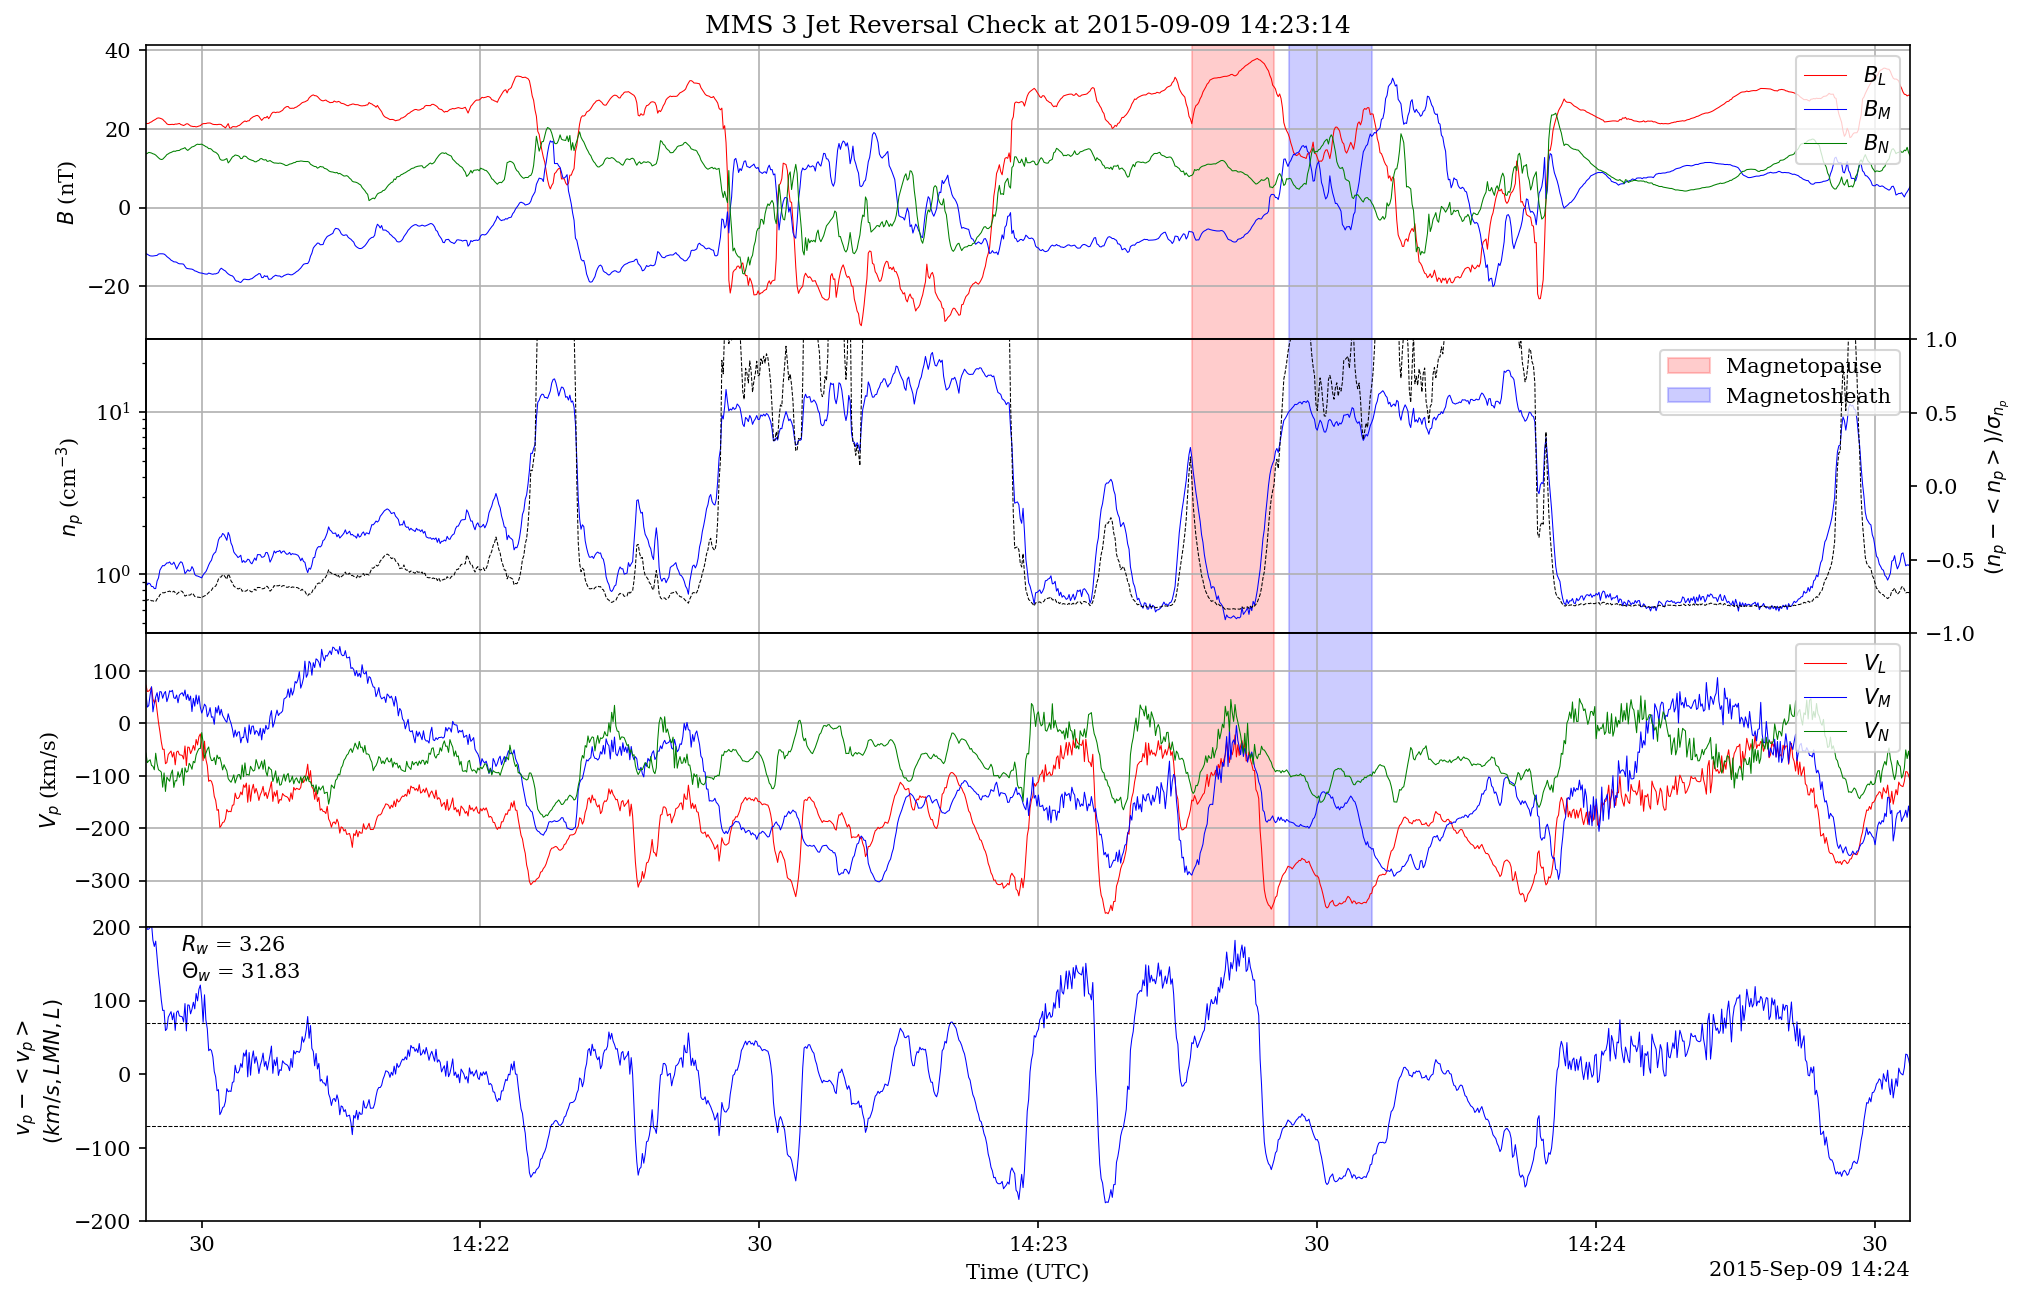 MMS 3 Jet Reversal Check at 2015-09-09 14:23:14
40
20
0
−20
B (nT)
B_L
B_M
B_N
10^1
10^0
n_p (cm^{−3})
1.0
0.5
0.0
−0.5
−1.0
(n_p − < n_p >)/σ_{n_p}
Magnetopause
Magnetosheath
100
0
−100
−200
−300
V_p (km/s)
V_L
V_M
V_N
200
100
0
−100
−200
v_p − < v_p >
(km/s, LMN, L)
R_w = 3.26
Θ_w = 31.83
30
14:22
30
14:23
30
14:24
30
Time (UTC)
2015-Sep-09 14:24